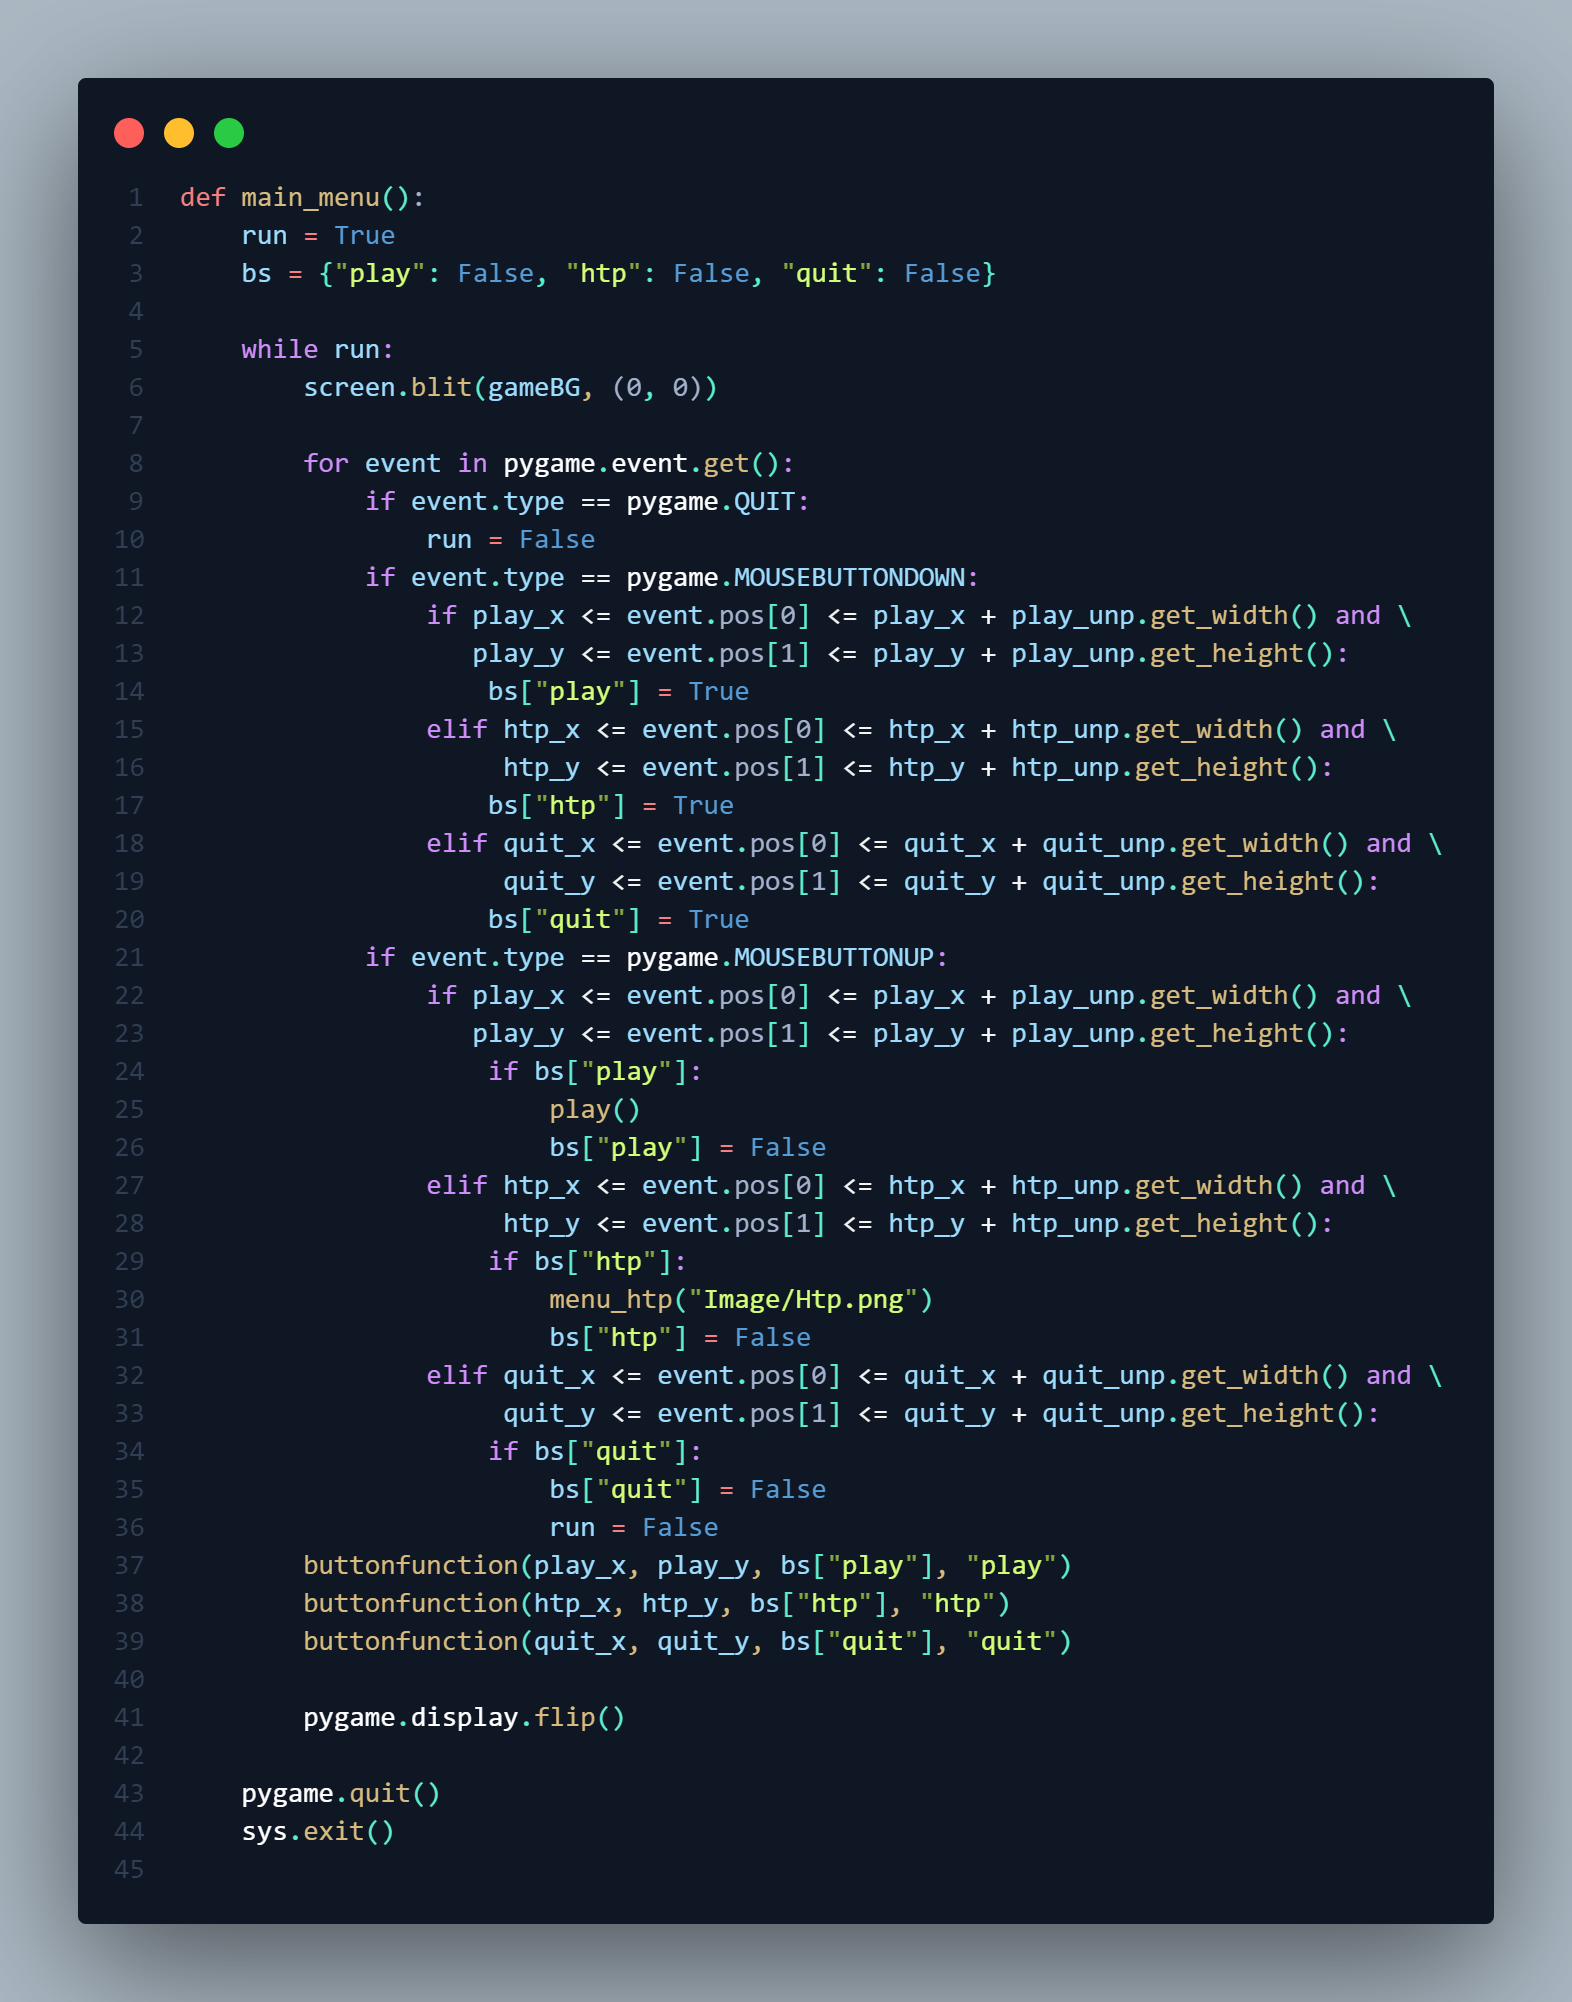 1 def main_menu():
2     run = True
3     bs = {"play": False, "htp": False, "quit": False}
4
5     while run:
6         screen.blit(gameBG, (0, 0))
7
8         for event in pygame.event.get():
9             if event.type == pygame.QUIT:
10                 run = False
11             if event.type == pygame.MOUSEBUTTONDOWN:
12                 if play_x <= event.pos[0] <= play_x + play_unp.get_width() and \
13                    play_y <= event.pos[1] <= play_y + play_unp.get_height():
14                     bs["play"] = True
15                 elif htp_x <= event.pos[0] <= htp_x + htp_unp.get_width() and \
16                      htp_y <= event.pos[1] <= htp_y + htp_unp.get_height():
17                     bs["htp"] = True
18                 elif quit_x <= event.pos[0] <= quit_x + quit_unp.get_width() and \
19                      quit_y <= event.pos[1] <= quit_y + quit_unp.get_height():
20                     bs["quit"] = True
21             if event.type == pygame.MOUSEBUTTONUP:
22                 if play_x <= event.pos[0] <= play_x + play_unp.get_width() and \
23                    play_y <= event.pos[1] <= play_y + play_unp.get_height():
24                     if bs["play"]:
25                         play()
26                         bs["play"] = False
27                 elif htp_x <= event.pos[0] <= htp_x + htp_unp.get_width() and \
28                      htp_y <= event.pos[1] <= htp_y + htp_unp.get_height():
29                     if bs["htp"]:
30                         menu_htp("Image/Htp.png")
31                         bs["htp"] = False
32                 elif quit_x <= event.pos[0] <= quit_x + quit_unp.get_width() and \
33                      quit_y <= event.pos[1] <= quit_y + quit_unp.get_height():
34                     if bs["quit"]:
35                         bs["quit"] = False
36                         run = False
37         buttonfunction(play_x, play_y, bs["play"], "play")
38         buttonfunction(htp_x, htp_y, bs["htp"], "htp")
39         buttonfunction(quit_x, quit_y, bs["quit"], "quit")
40
41         pygame.display.flip()
42
43     pygame.quit()
44     sys.exit()
45